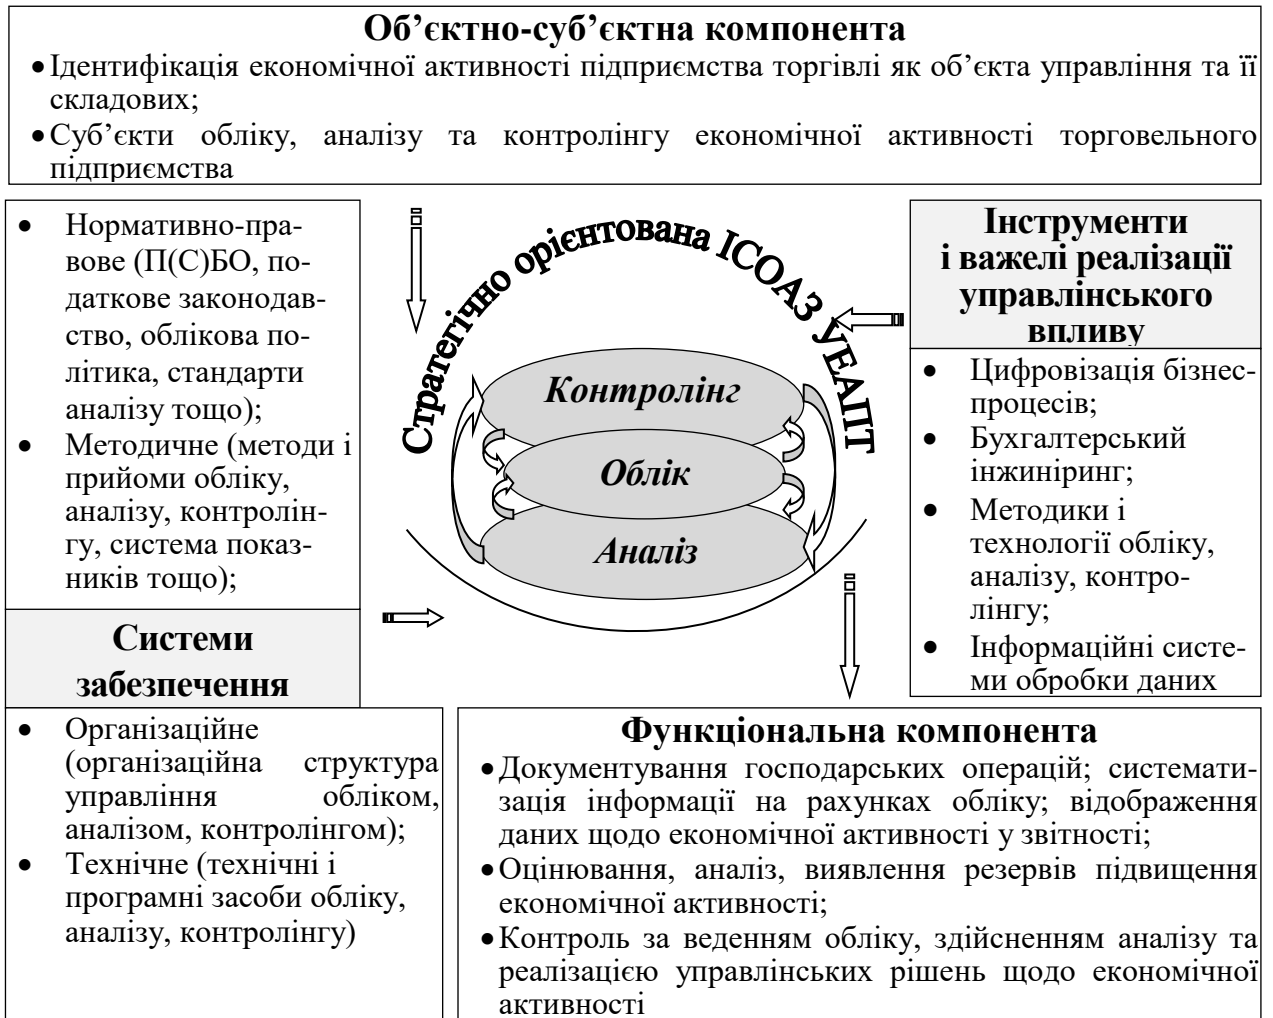 Об’єктно-суб’єктна компонента
• Ідентифікація економічної активності підприємства торгівлі як об’єкта управління та її
складових;
• Суб’єкти обліку, аналізу та контролінгу економічної активності торговельного
підприємства
• Нормативно-пра-
вове (П(С)БО, по-
даткове законодав-
ство, облікова по-
літика, стандарти
аналізу тощо);
• Методичне (методи і
прийоми обліку,
аналізу, контролін-
гу, система показ-
ників тощо);
Системи
забезпечення
• Організаційне
(організаційна структура
управління обліком,
аналізом, контролінгом);
• Технічне (технічні і
програмні засоби обліку,
аналізу, контролінгу)
Стратегічно орієнтована ІСОАЗ УЕАПТ
Контролінг
Облік
Аналіз
Інструменти
і важелі реалізації
управлінського
впливу
• Цифровізація бізнес-
процесів;
• Бухгалтерський
інжиніринг;
• Методики і
технології обліку,
аналізу, контро-
лінгу;
• Інформаційні систе-
ми обробки даних
Функціональна компонента
• Документування господарських операцій; системати-
зація інформації на рахунках обліку; відображення
даних щодо економічної активності у звітності;
• Оцінювання, аналіз, виявлення резервів підвищення
економічної активності;
• Контроль за веденням обліку, здійсненням аналізу та
реалізацією управлінських рішень щодо економічної
активності